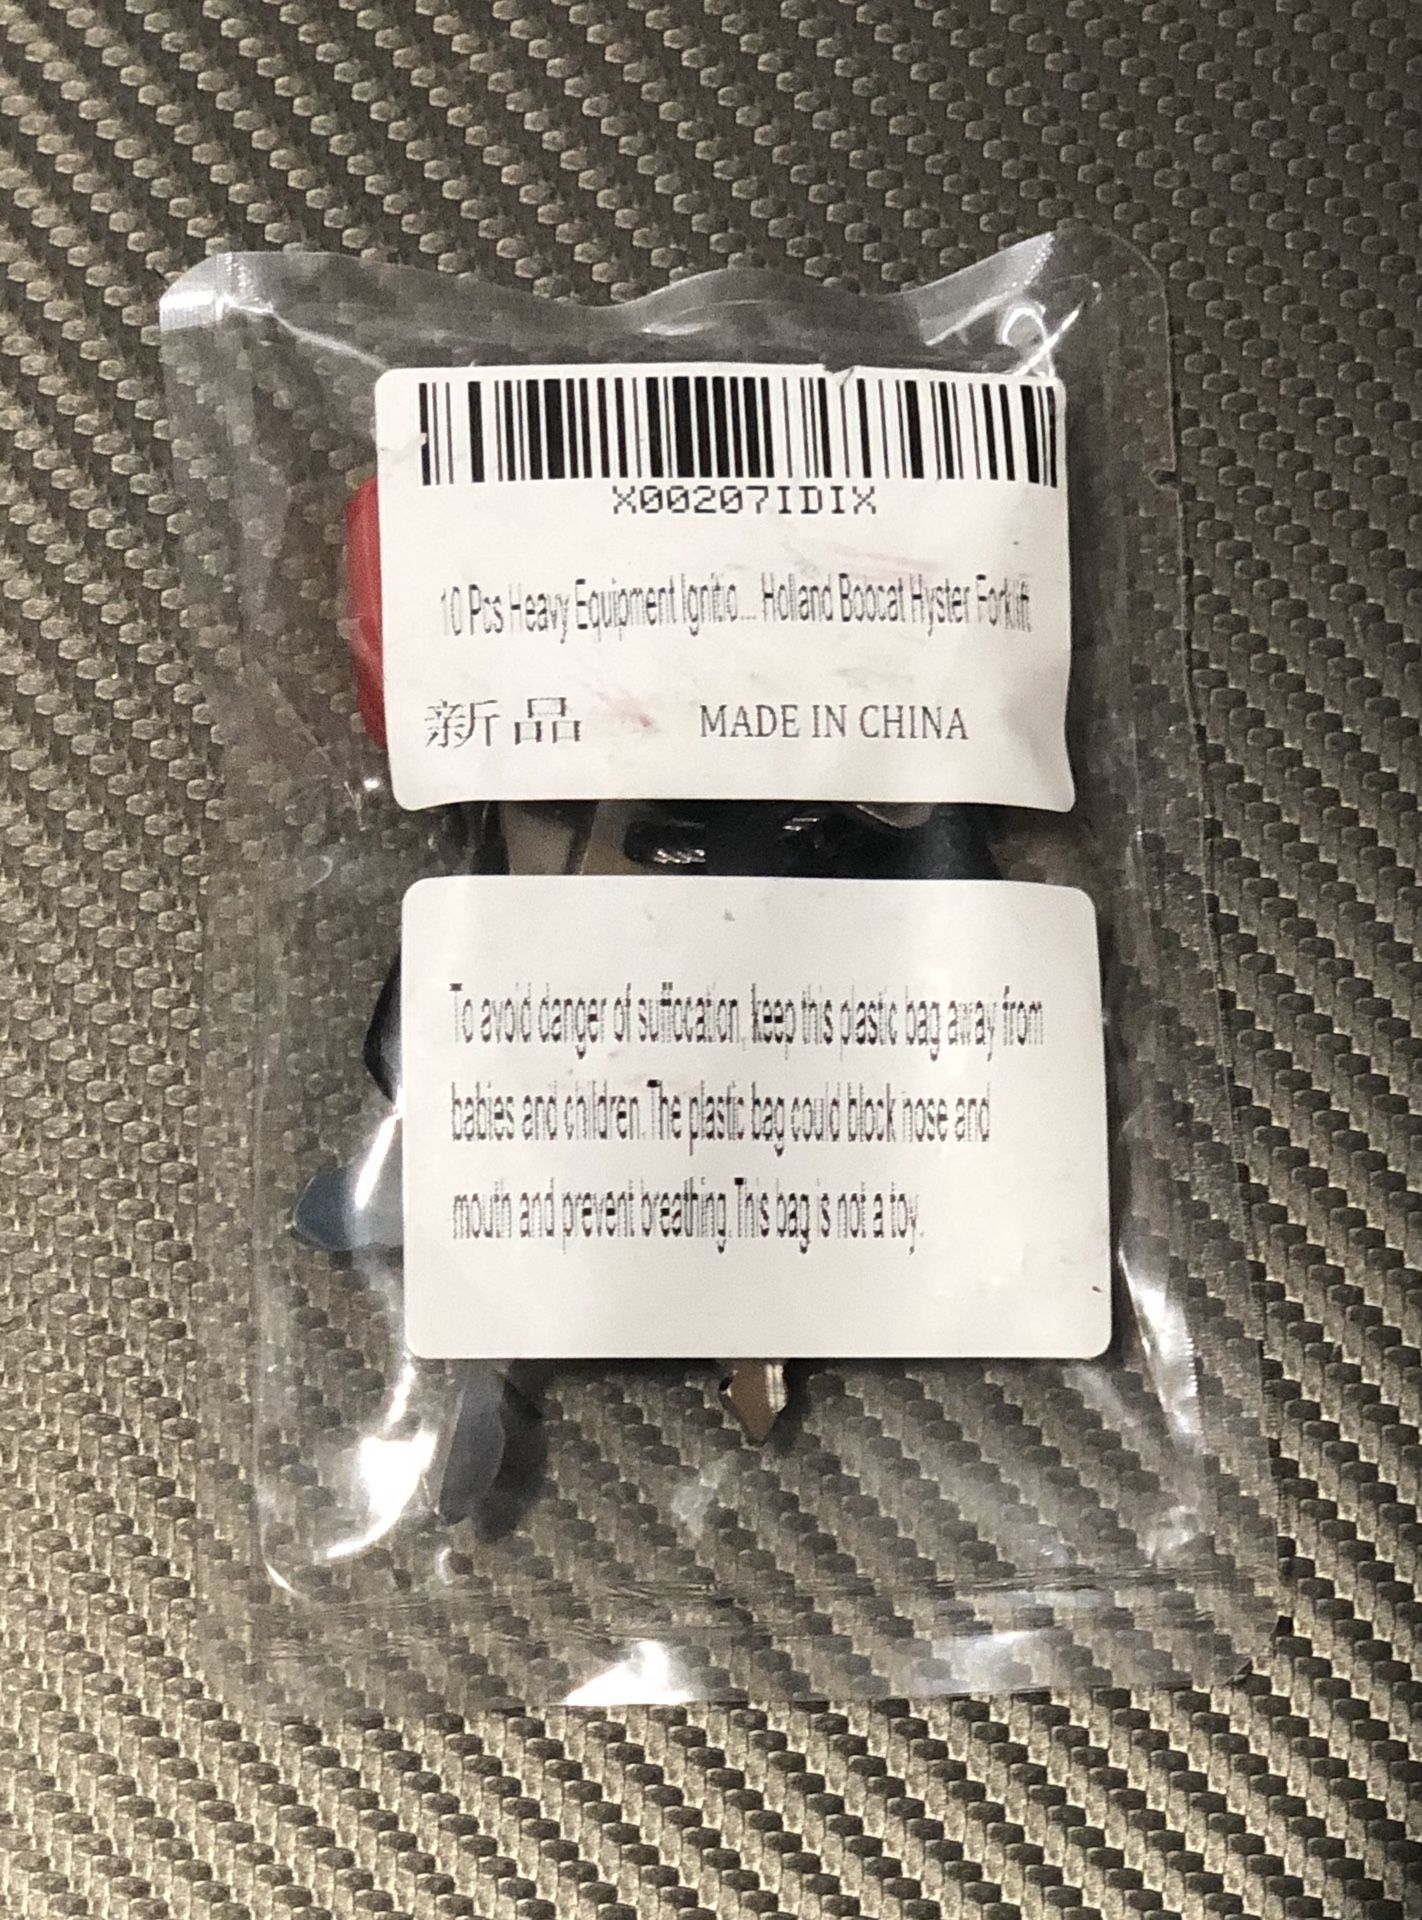 X00207IDIX
10 Pcs Heavy Equipment Ignitio... Holland Bobcat Hyster Forklift
新品 MADE IN CHINA
To avoid danger of suffocation, keep this plastic bag away from
babies and children. The plastic bag could block nose and
mouth and prevent breathing. This bag is not a toy.